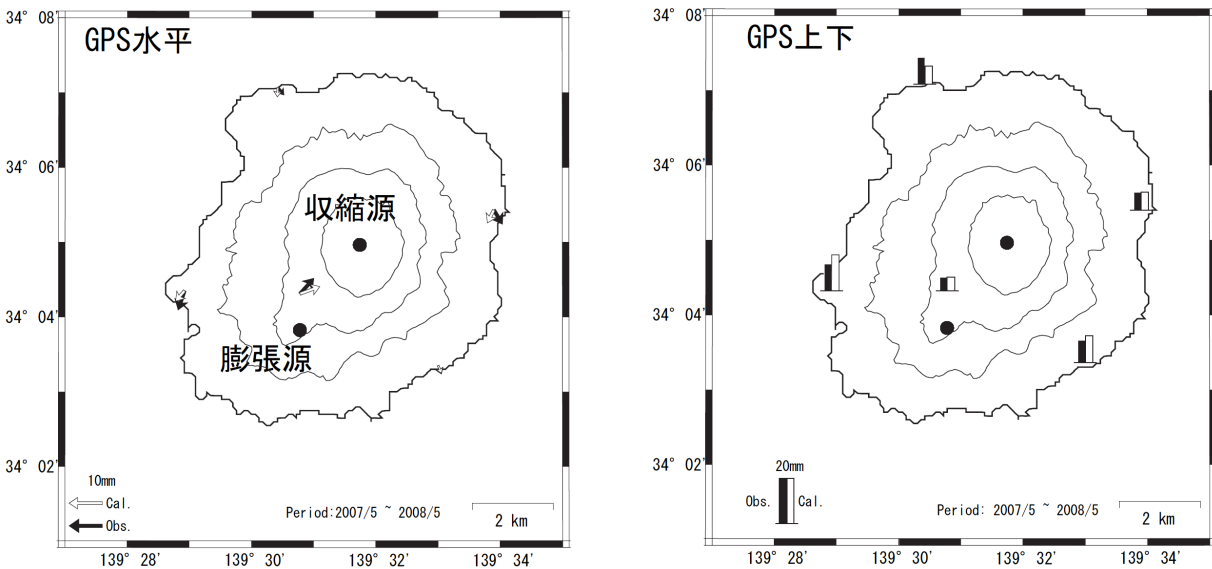 34° 08'
GPS水平
34° 06'
収縮源
34° 04'
膨張源
34° 02'
10mm
Cal.
Obs.
Period:2007/5 ~ 2008/5
2 km
139° 28'
139° 30'
139° 32'
139° 34'
34° 08'
GPS上下
34° 06'
34° 04'
34° 02'
20mm
Obs.
Cal.
Period: 2007/5 ~ 2008/5
2 km
139° 28'
139° 30'
139° 32'
139° 34'